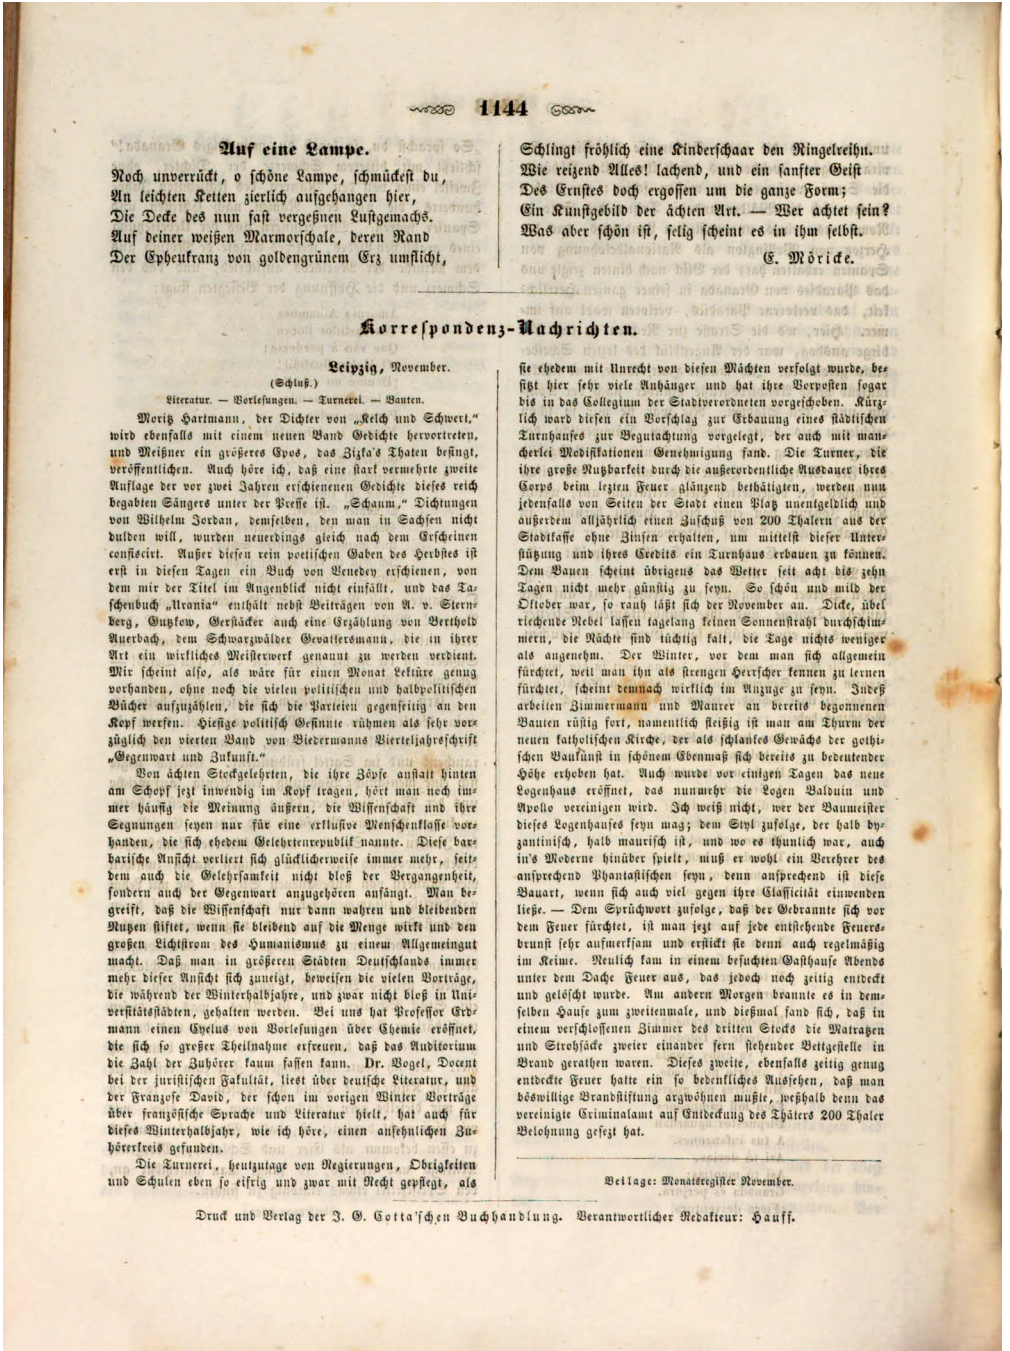 1144
Auf eine Lampe.
Noch unverrückt, o schöne Lampe, schmückest du,
An leichten Ketten zierlich aufgehangen hier,
Die Decke des nun fast vergeßnen Lustgemachs.
Auf deiner weißen Marmorschale, deren Rand
Der Epheukranz von goldengrünem Erz umflicht,
Schlingt fröhlich eine Kinderschaar den Ringelreihn.
Wie reizend Alles! lachend, und ein sanfter Geist
Des Ernstes doch ergossen um die ganze Form;
Ein Kunstgebild der ächten Art. — Wer achtet sein?
Was aber schön ist, selig scheint es in ihm selbst.
E. Möricke.
Korrespondenz-Nachrichten.
Leipzig, November.
(Schluß.)
Literatur. — Vorlesungen. — Turnerei. — Bauten.
Moritz Hartmann, der Dichter von „Kelch und Schwert,“
wird ebenfalls mit einem neuen Band Gedichte hervortreten,
und Meißner ein größeres Epos, das Zizka's Thaten besingt,
veröffentlichen. Auch höre ich, daß eine stark vermehrte zweite
Auflage der vor zwei Jahren erschienenen Gedichte dieses reich
begabten Sängers unter der Presse ist. „Schaum,“ Dichtungen
von Wilhelm Jordan, demselben, den man in Sachsen nicht
dulden will, wurden neuerdings gleich nach dem Erscheinen
confiscirt. Außer diesen rein poetischen Gaben des Herbstes ist
erst in diesen Tagen ein Buch von Venedey erschienen, von
dem mir der Titel im Augenblick nicht einfällt, und das Ta-
schenbuch „Urania“ enthält nebst Beiträgen von A. v. Stern-
berg, Gutzkow, Gerstäcker auch eine Erzählung von Berthold
Auerbach, dem Schwarzwälder Gevattersmann, die in ihrer
Art ein wirkliches Meisterwerk genannt zu werden verdient.
Mir scheint also, als wäre für einen Monat Lektüre genug
vorhanden, ohne noch die vielen politischen und halbpolitischen
Bücher aufzuzählen, die sich die Parteien gegenseitig an den
Kopf werfen. Hiesige politisch Gesinnte rühmen als sehr vor-
züglich den vierten Band von Biedermanns Vierteljahrsschrift
„Gegenwart und Zukunft.“
Von ächten Stockgelehrten, die ihre Zöpfe anstatt hinten
am Schopf jezt inwendig im Kopf tragen, hört man noch im-
mer häufig die Meinung äußern, die Wissenschaft und ihre
Segnungen seyen nur für eine exklusive Menschenklasse vor-
handen, die sich ehedem Gelehrtenrepublik nannte. Diese bar-
barische Ansicht verliert sich glücklicherweise immer mehr, seit-
dem auch die Gelehrsamkeit nicht bloß der Vergangenheit,
sondern auch der Gegenwart anzugehören anfängt. Man be-
greift, daß die Wissenschaft nur dann wahren und bleibenden
Nutzen stiftet, wenn sie bleibend auf die Menge wirkt und den
großen Lichtstrom des Humanismus zu einem Allgemeingut
macht. Daß man in größeren Städten Deutschlands immer
mehr dieser Ansicht sich zuneigt, beweisen die vielen Vorträge,
die während der Winterhalbjahre, und zwar nicht bloß in Uni-
versitätsstädten, gehalten werden. Bei uns hat Professor Erd-
mann einen Cyclus von Vorlesungen über Chemie eröffnet,
die sich so großer Theilnahme erfreuen, daß das Auditorium
die Zahl der Zuhörer kaum fassen kann. Dr. Vogel, Docent
bei der juristischen Fakultät, liest über deutsche Literatur, und
der Franzose David, der schon im vorigen Winter Vorträge
über französische Sprache und Literatur hielt, hat auch für
dieses Winterhalbjahr, wie ich höre, einen ansehnlichen Zu-
hörerkreis gefunden.
Die Turnerei, heutzutage von Regierungen, Obrigkeiten
und Schulen eben so eifrig und zwar mit Recht gepflegt, als
sie ehedem mit Unrecht von diesen Mächten verfolgt wurde, be-
sitzt hier sehr viele Anhänger und hat ihre Vorposten sogar
bis in das Collegium der Stadtverordneten vorgeschoben. Kürz-
lich ward diesen ein Vorschlag zur Erbauung eines städtischen
Turnhauses zur Begutachtung vorgelegt, der auch mit man-
cherlei Modifikationen Genehmigung fand. Die Turner, die
ihre große Nutzbarkeit durch die außerordentliche Ausdauer ihres
Corps beim lezten Feuer glänzend bethätigten, werden nun
jedenfalls von Seiten der Stadt einen Platz unentgeldlich und
außerdem alljährlich einen Zuschuß von 200 Thalern aus der
Stadtkasse ohne Zinsen erhalten, um mittelst dieser Unter-
stützung und ihres Credits ein Turnhaus erbauen zu können.
Dem Bauen scheint übrigens das Wetter seit acht bis zehn
Tagen nicht mehr günstig zu seyn. So schön und mild der
Oktober war, so rauh läßt sich der November an. Dicke, übel
riechende Nebel lassen tagelang keinen Sonnenstrahl durchschim-
mern, die Nächte sind tüchtig kalt, die Tage nichts weniger
als angenehm. Der Winter, vor dem man sich allgemein
fürchtet, weil man ihn als strengen Herrscher kennen zu lernen
fürchtet, scheint demnach wirklich im Anzuge zu seyn. Indeß
arbeiten Zimmermann und Maurer an bereits begonnenen
Bauten rüstig fort, namentlich fleißig ist man am Thurm der
neuen katholischen Kirche, der als schlankes Gewächs der gothi-
schen Baukunst in schönem Ebenmaß sich bereits zu bedeutender
Höhe erhoben hat. Auch wurde vor einigen Tagen das neue
Logenhaus eröffnet, das nunmehr die Logen Balduin und
Apollo vereinigen wird. Ich weiß nicht, wer der Baumeister
dieses Logenhauses seyn mag; dem Styl zufolge, der halb by-
zantinisch, halb maurisch ist, und wo es thunlich war, auch
in's Moderne hinüber spielt, muß er wohl ein Verehrer des
ansprechend Phantastischen seyn, denn ansprechend ist diese
Bauart, wenn sich auch viel gegen ihre Classicität einwenden
ließe. — Dem Sprüchwort zufolge, daß der Gebrannte sich vor
dem Feuer fürchtet, ist man jezt auf jede entstehende Feuers-
brunst sehr aufmerksam und erstickt sie denn auch regelmäßig
im Keime. Neulich kam in einem besuchten Gasthause Abends
unter dem Dache Feuer aus, das jedoch noch zeitig entdeckt
und gelöscht wurde. Am andern Morgen brannte es in dem-
selben Hause zum zweitenmale, und dießmal fand sich, daß in
einem verschlossenen Zimmer des dritten Stocks die Matratzen
und Strohsäcke zweier einander fern stehender Bettgestelle in
Brand gerathen waren. Dieses zweite, ebenfalls zeitig genug
entdeckte Feuer hatte ein so bedenkliches Aussehen, daß man
böswillige Brandstiftung argwöhnen mußte, weßhalb denn das
vereinigte Criminalamt auf Entdeckung des Thäters 200 Thaler
Belohnung gesezt hat.
Beilage: Monatsregister November.
Druck und Verlag der J. G. Cotta'schen Buchhandlung. Verantwortlicher Redakteur: Hauff.